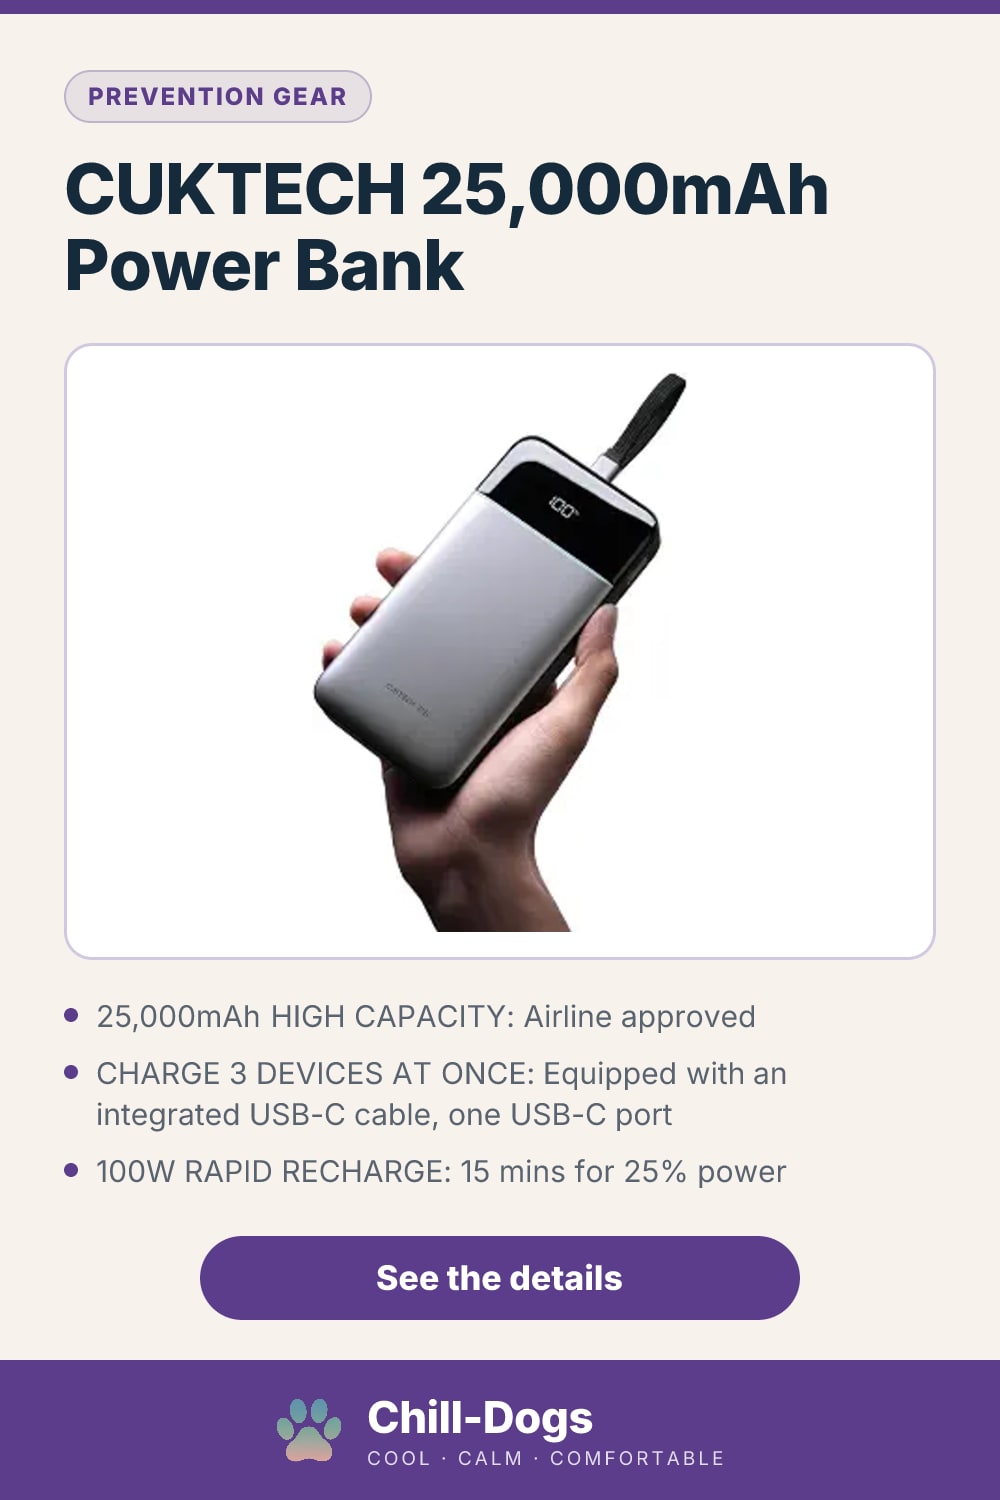 PREVENTION GEAR
CUKTECH 25,000mAh
Power Bank
100%
25,000mAh HIGH CAPACITY: Airline approved
CHARGE 3 DEVICES AT ONCE: Equipped with an
integrated USB-C cable, one USB-C port
100W RAPID RECHARGE: 15 mins for 25% power
See the details
Chill-Dogs
COOL · CALM · COMFORTABLE